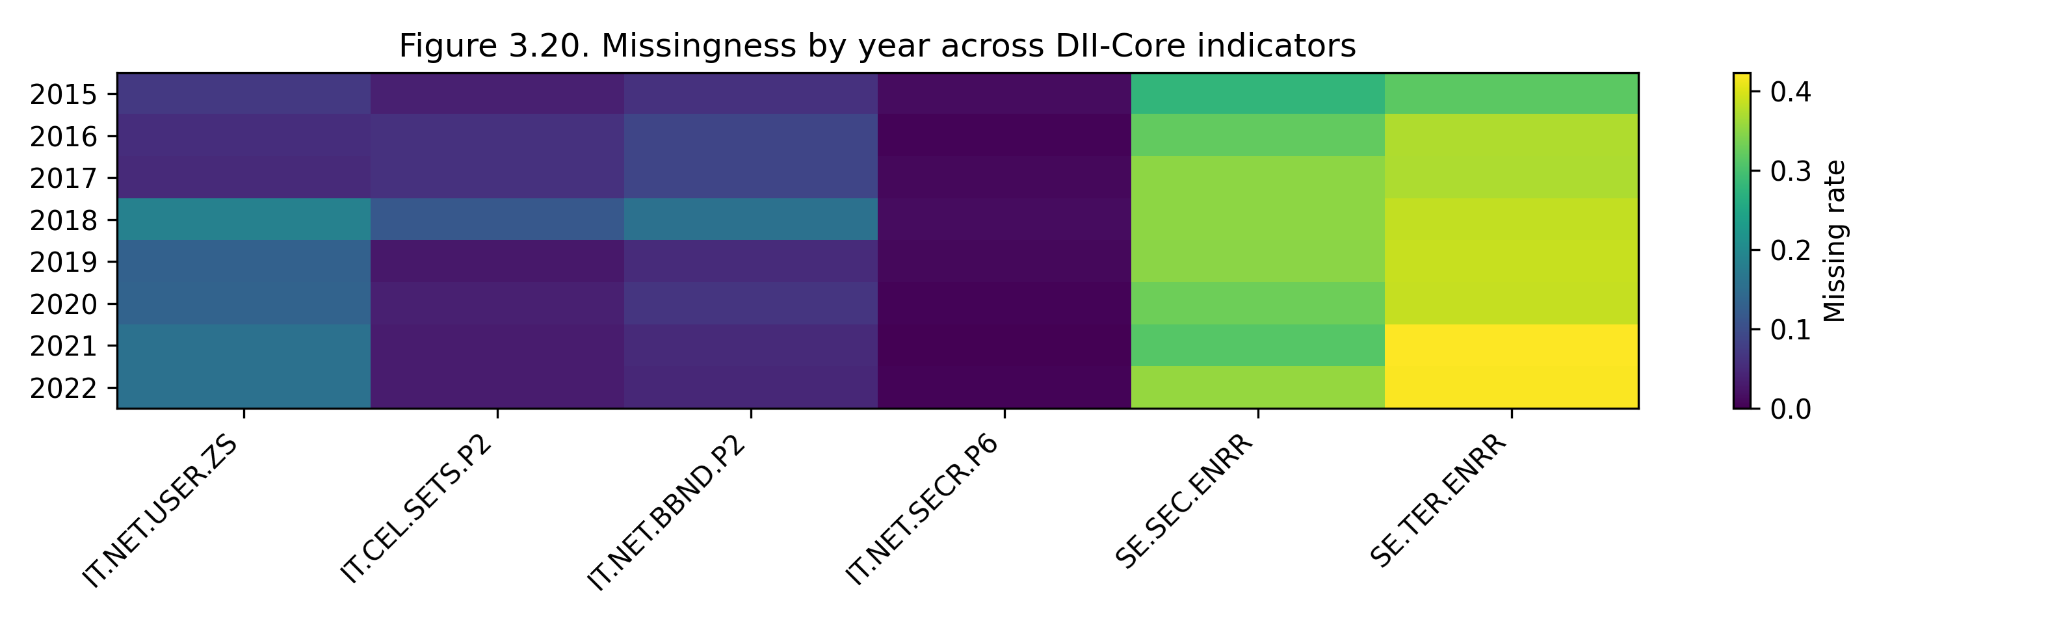 Figure 3.20. Missingness by year across DII-Core indicators
2015
2016
2017
2018
2019
2020
2021
2022
IT.NET.USER.ZS
IT.CEL.SETS.P2
IT.NET.BBND.P2
IT.NET.SECR.P6
SE.SEC.ENRR
SE.TER.ENRR
0.4
0.3
0.2
0.1
0.0
Missing rate